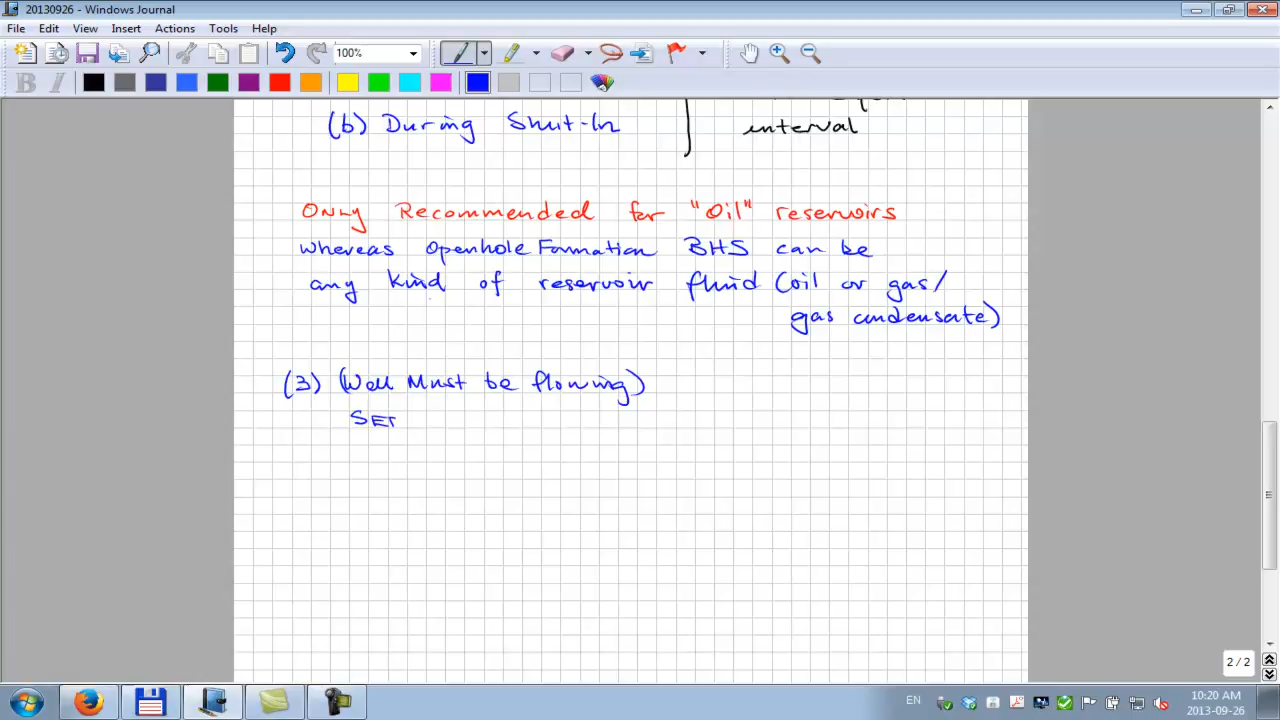 20130926 - Windows Journal
File Edit View Insert Actions Tools Help
100%
B I
(b) During Shut-In
interval
Only Recommended for "Oil" reservoirs
whereas Openhole Formation BHS can be
any kind of reservoir fluid (oil or gas/
gas condensate)
(3) (Well Must be flowing)
SEP
2 / 2
EN
10:20 AM
2013-09-26